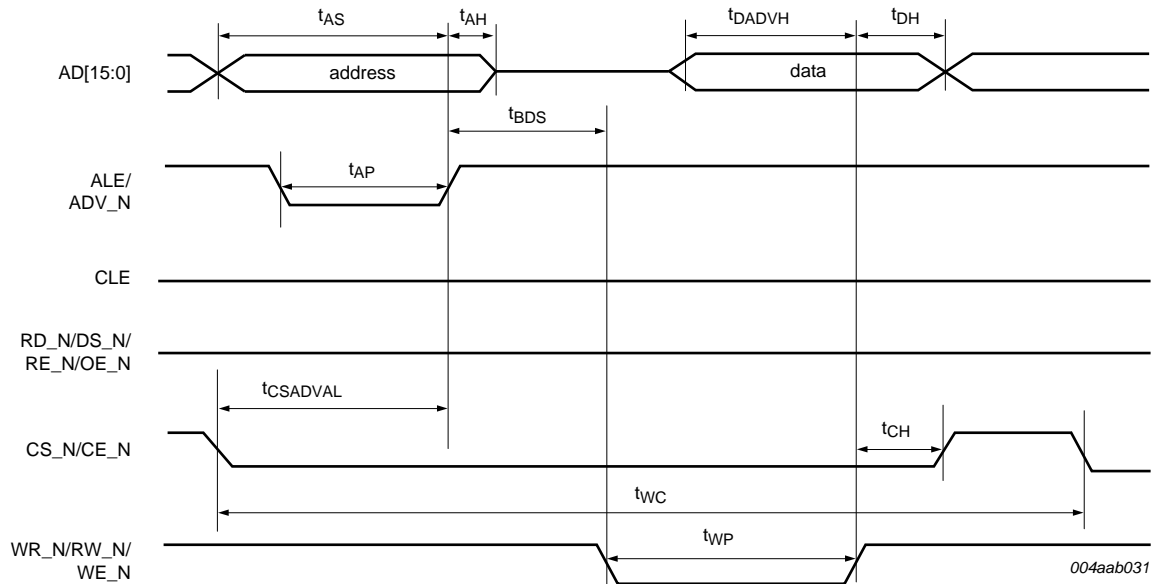 tAS
tAH
tDADVH
tDH
AD[15:0]
address
data
tBDS
ALE/
ADV_N
tAP
CLE
RD_N/DS_N/
RE_N/OE_N
tCSADVAL
CS_N/CE_N
tCH
tWC
WR_N/RW_N/
WE_N
tWP
004aab031